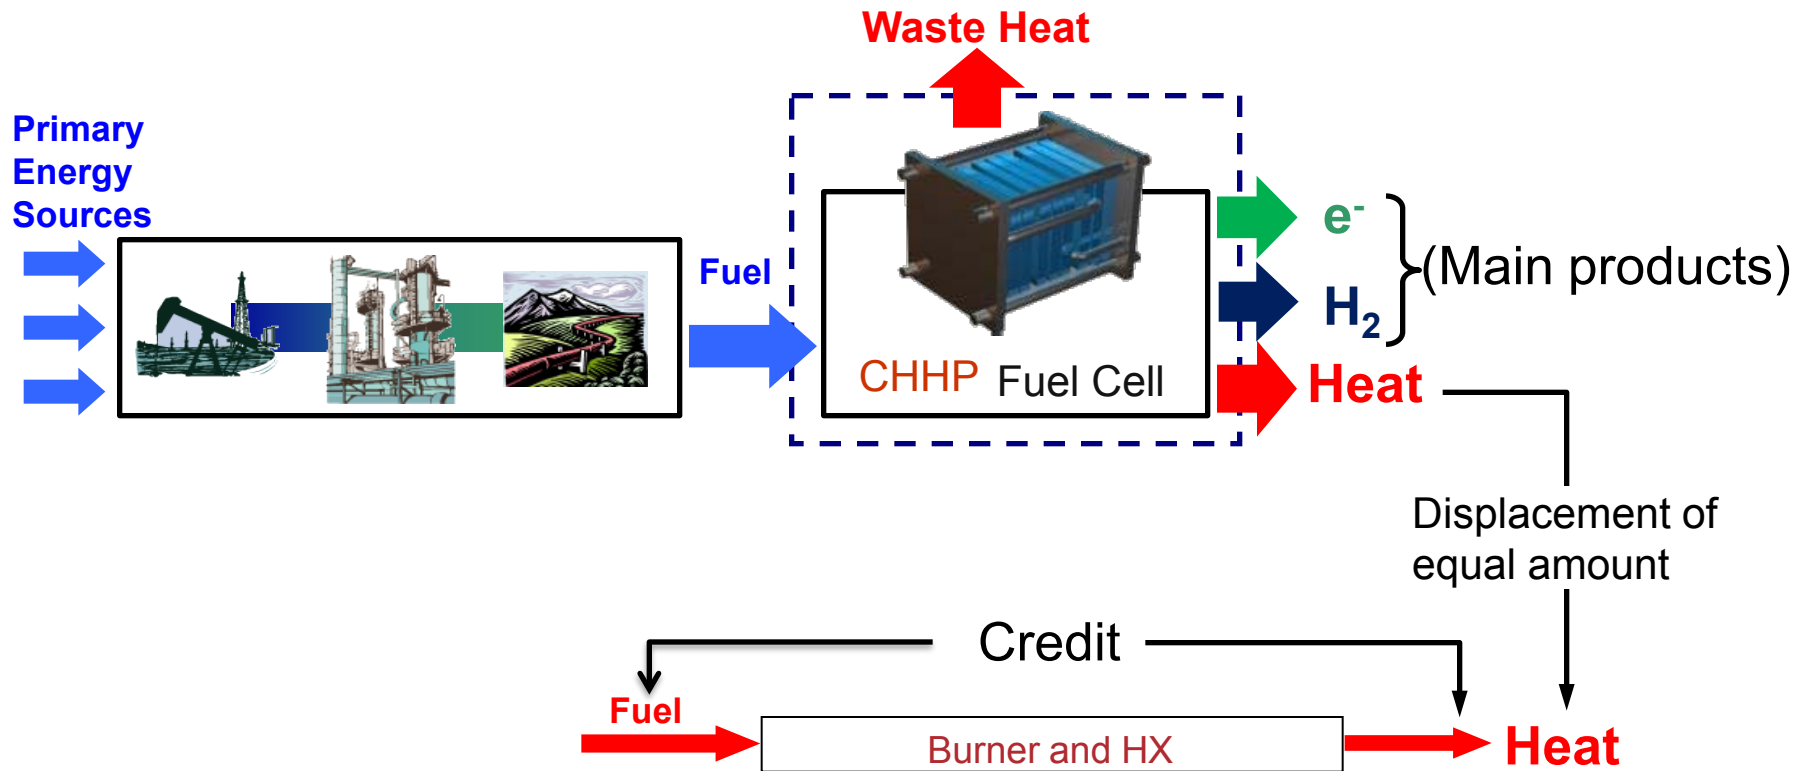 Waste Heat
Primary
Energy
Sources
Fuel
CHHP Fuel Cell
e-
H2
(Main products)
Heat
Displacement of
equal amount
Credit
Fuel
Burner and HX
Heat